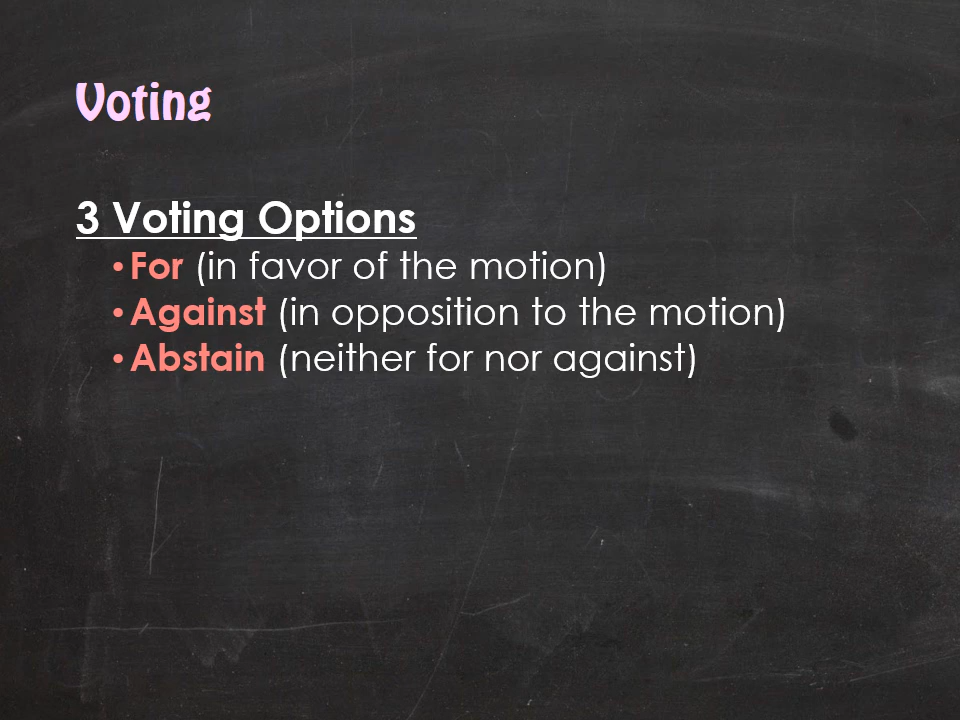 Voting
3 Voting Options
• For (in favor of the motion)
• Against (in opposition to the motion)
• Abstain (neither for nor against)